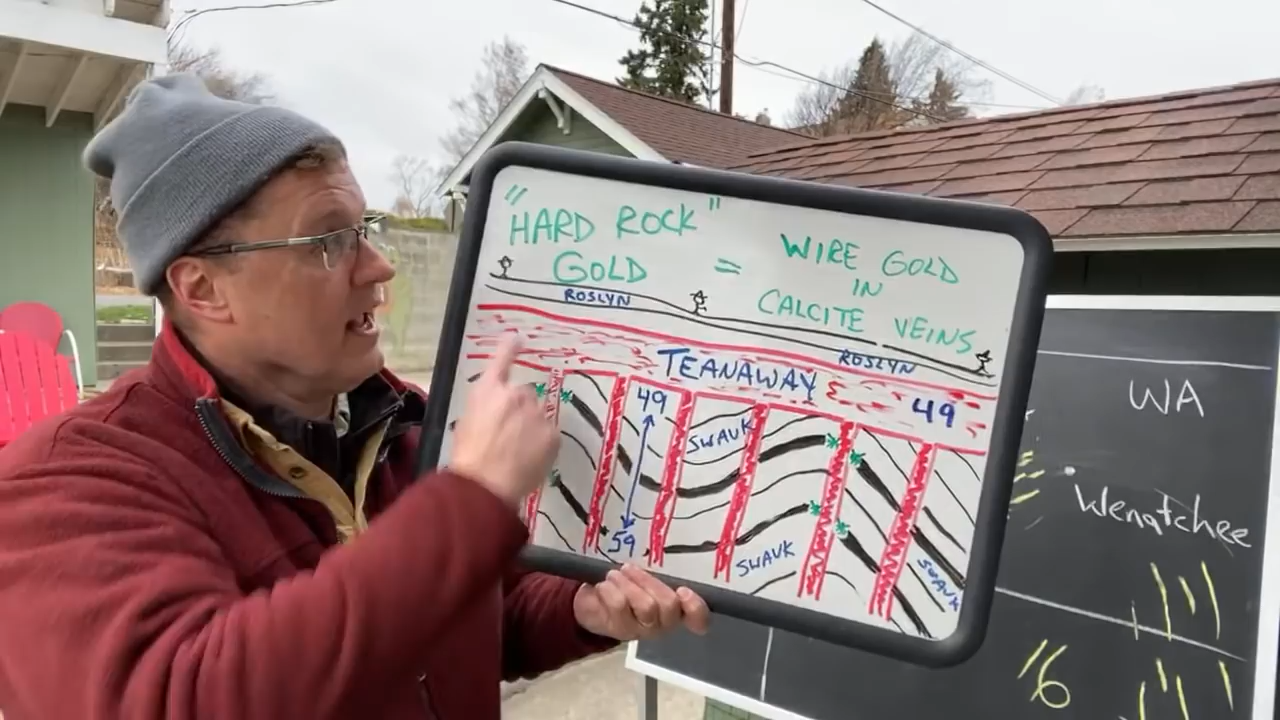 "HARD ROCK"
GOLD
=
WIRE GOLD
IN
CALCITE VEINS
ROSLYN
ROSLYN
TEANAWAY
49
49
SWAUK
59
SWAUK
SWAUK
WA
Wenatchee
16